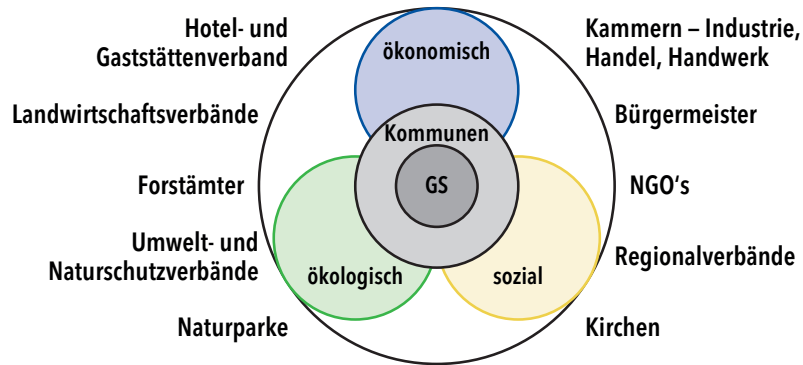 Hotel- und
Gaststättenverband
Landwirtschaftsverbände
Forstämter
Umwelt- und
Naturschutzverbände
Naturparke
ökonomisch
Kommunen
GS
ökologisch
sozial
Kammern – Industrie,
Handel, Handwerk
Bürgermeister
NGO‘s
Regionalverbände
Kirchen